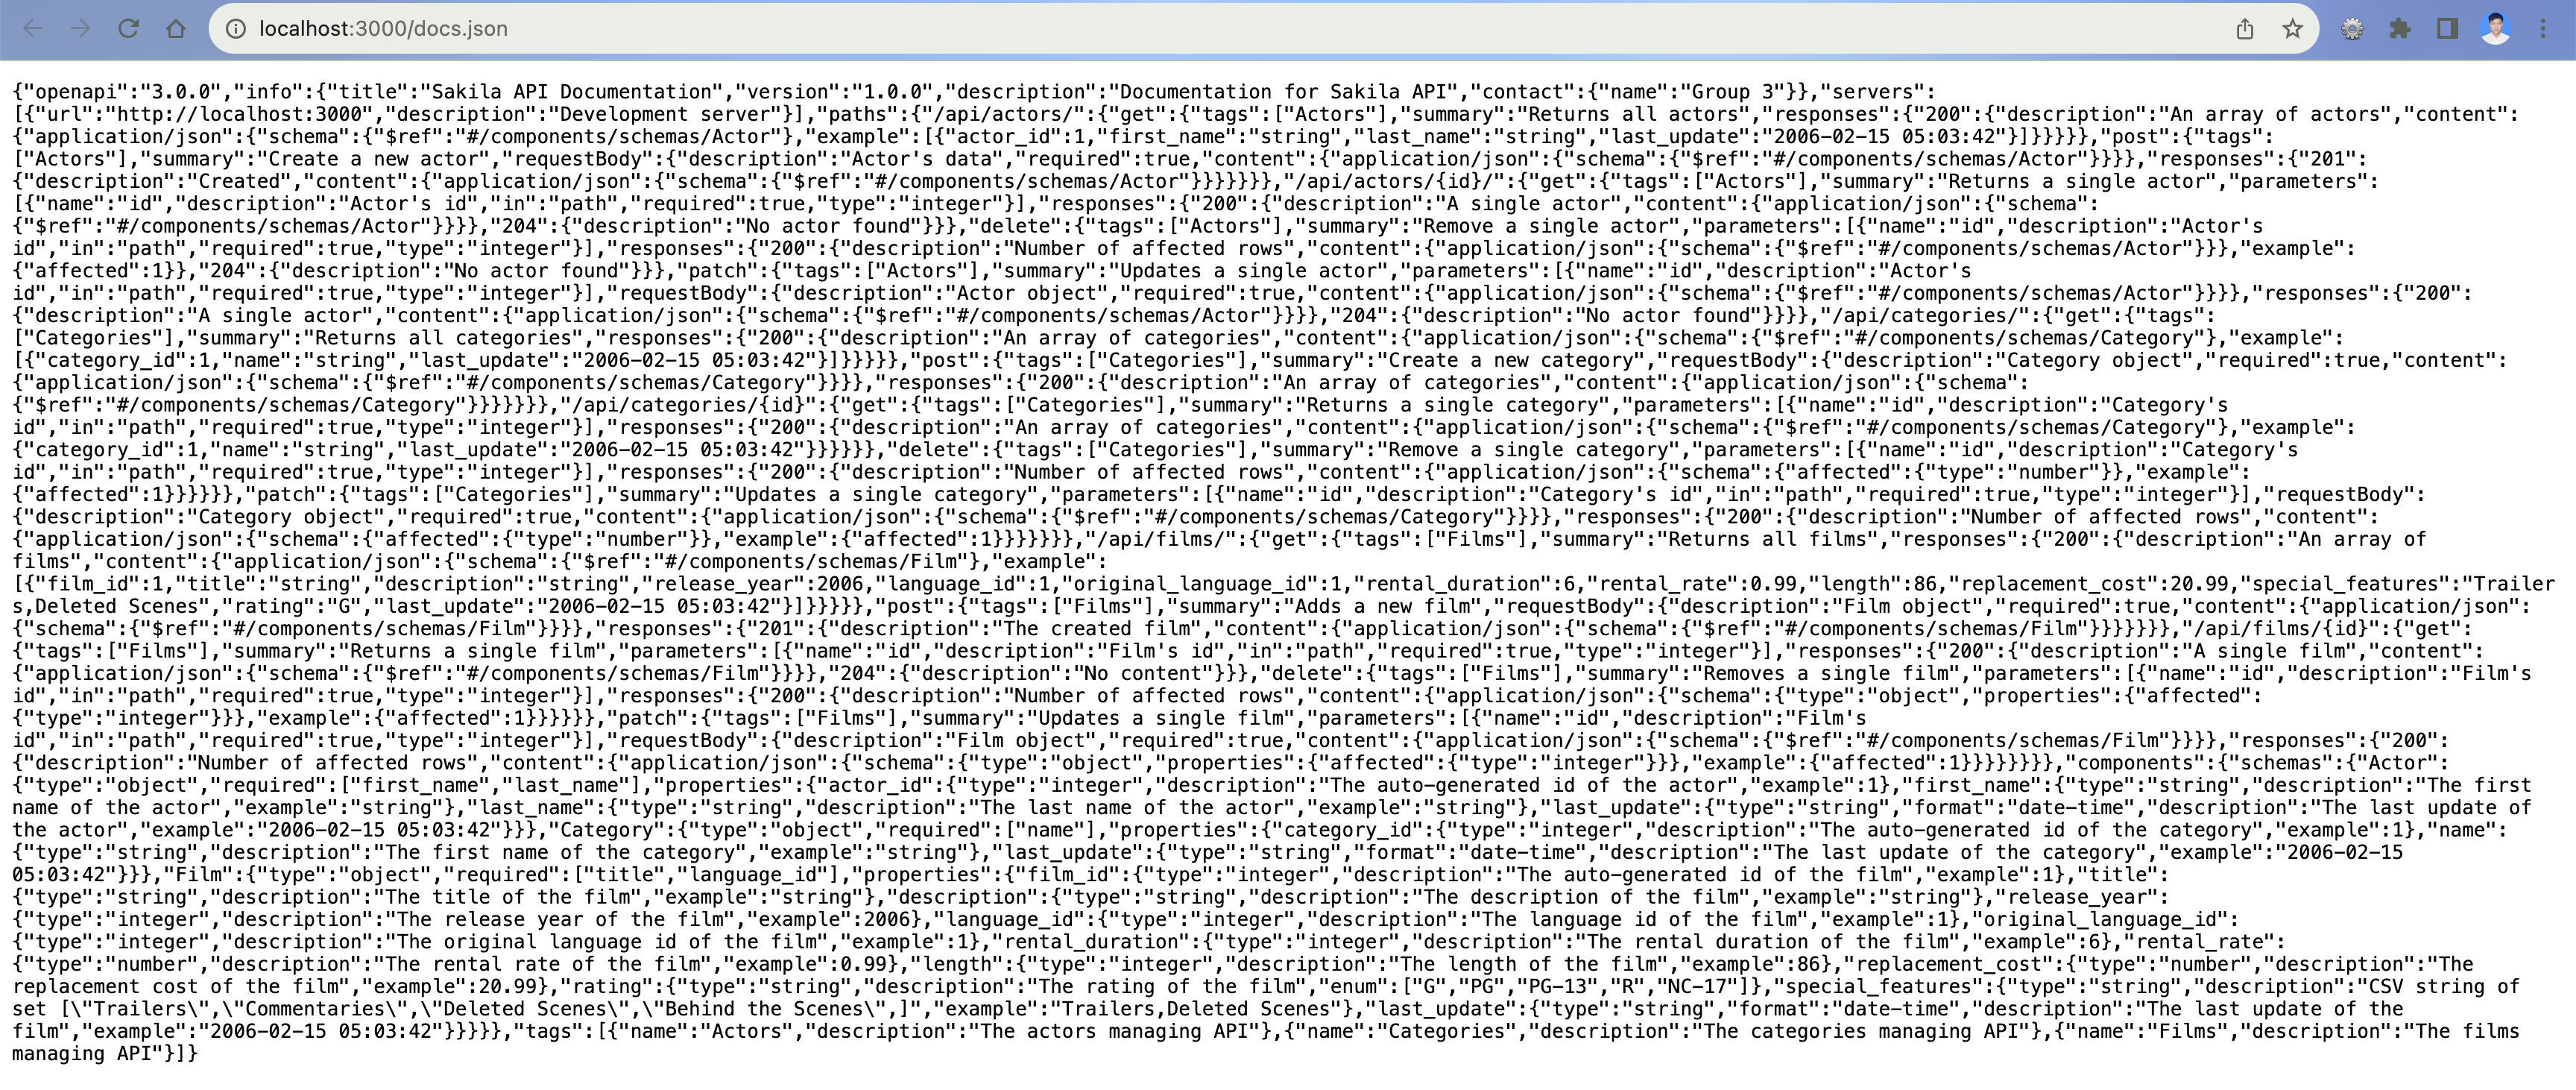 localhost:3000/docs.json
{"openapi":"3.0.0","info":{"title":"Sakila API Documentation","version":"1.0.0","description":"Documentation for Sakila API","contact":{"name":"Group 3"}},"servers":
[{"url":"http://localhost:3000","description":"Development server"}],"paths":{"/api/actors/":{"get":{"tags":["Actors"],"summary":"Returns all actors","responses":{"200":{"description":"An array of actors","content":
{"application/json":{"schema":{"$ref":"#/components/schemas/Actor"},"example":[{"actor_id":1,"first_name":"string","last_name":"string","last_update":"2006-02-15 05:03:42"}]}}}}},"post":{"tags":
["Actors"],"summary":"Create a new actor","requestBody":{"description":"Actor's data","required":true,"content":{"application/json":{"schema":{"$ref":"#/components/schemas/Actor"}}}},"responses":{"201":
{"description":"Created","content":{"application/json":{"schema":{"$ref":"#/components/schemas/Actor"}}}}}}},"/api/actors/{id}/":{"get":{"tags":["Actors"],"summary":"Returns a single actor","parameters":
[{"name":"id","description":"Actor's id","in":"path","required":true,"type":"integer"}],"responses":{"200":{"description":"A single actor","content":{"application/json":{"schema":
{"$ref":"#/components/schemas/Actor"}}}},"204":{"description":"No actor found"}}},"delete":{"tags":["Actors"],"summary":"Remove a single actor","parameters":[{"name":"id","description":"Actor's
id","in":"path","required":true,"type":"integer"}],"responses":{"200":{"description":"Number of affected rows","content":{"application/json":{"schema":{"$ref":"#/components/schemas/Actor"}}},"example":
{"affected":1}},"204":{"description":"No actor found"}}},"patch":{"tags":["Actors"],"summary":"Updates a single actor","parameters":[{"name":"id","description":"Actor's
id","in":"path","required":true,"type":"integer"}],"requestBody":{"description":"Actor object","required":true,"content":{"application/json":{"schema":{"$ref":"#/components/schemas/Actor"}}}},"responses":{"200":
{"description":"A single actor","content":{"application/json":{"schema":{"$ref":"#/components/schemas/Actor"}}}},"204":{"description":"No actor found"}}}},"/api/categories/":{"get":{"tags":
["Categories"],"summary":"Returns all categories","responses":{"200":{"description":"An array of categories","content":{"application/json":{"schema":{"$ref":"#/components/schemas/Category"},"example":
[{"category_id":1,"name":"string","last_update":"2006-02-15 05:03:42"}]}}}}},"post":{"tags":["Categories"],"summary":"Create a new category","requestBody":{"description":"Category object","required":true,"content":
{"application/json":{"schema":{"$ref":"#/components/schemas/Category"}}}},"responses":{"200":{"description":"An array of categories","content":{"application/json":{"schema":
{"$ref":"#/components/schemas/Category"}}}}}}},"/api/categories/{id}":{"get":{"tags":["Categories"],"summary":"Returns a single category","parameters":[{"name":"id","description":"Category's
id","in":"path","required":true,"type":"integer"}],"responses":{"200":{"description":"An array of categories","content":{"application/json":{"schema":{"$ref":"#/components/schemas/Category"},"example":
{"category_id":1,"name":"string","last_update":"2006-02-15 05:03:42"}}}}}},"delete":{"tags":["Categories"],"summary":"Remove a single category","parameters":[{"name":"id","description":"Category's
id","in":"path","required":true,"type":"integer"}],"responses":{"200":{"description":"Number of affected rows","content":{"application/json":{"schema":{"affected":{"type":"number"}},"example":
{"affected":1}}}}}},"patch":{"tags":["Categories"],"summary":"Updates a single category","parameters":[{"name":"id","description":"Category's id","in":"path","required":true,"type":"integer"}],"requestBody":
{"description":"Category object","required":true,"content":{"application/json":{"schema":{"$ref":"#/components/schemas/Category"}}}},"responses":{"200":{"description":"Number of affected rows","content":
{"application/json":{"schema":{"affected":{"type":"number"}},"example":{"affected":1}}}}}}},"/api/films/":{"get":{"tags":["Films"],"summary":"Returns all films","responses":{"200":{"description":"An array of
films","content":{"application/json":{"schema":{"$ref":"#/components/schemas/Film"},"example":
[{"film_id":1,"title":"string","description":"string","release_year":2006,"language_id":1,"original_language_id":1,"rental_duration":6,"rental_rate":0.99,"length":86,"replacement_cost":20.99,"special_features":"Trailer
s,Deleted Scenes","rating":"G","last_update":"2006-02-15 05:03:42"}]}}}}},"post":{"tags":["Films"],"summary":"Adds a new film","requestBody":{"description":"Film object","required":true,"content":{"application/json":
{"schema":{"$ref":"#/components/schemas/Film"}}}},"responses":{"201":{"description":"The created film","content":{"application/json":{"schema":{"$ref":"#/components/schemas/Film"}}}}}}},"/api/films/{id}":{"get":
{"tags":["Films"],"summary":"Returns a single film","parameters":[{"name":"id","description":"Film's id","in":"path","required":true,"type":"integer"}],"responses":{"200":{"description":"A single film","content":
{"application/json":{"schema":{"$ref":"#/components/schemas/Film"}}}},"204":{"description":"No content"}}},"delete":{"tags":["Films"],"summary":"Removes a single film","parameters":[{"name":"id","description":"Film's
id","in":"path","required":true,"type":"integer"}],"responses":{"200":{"description":"Number of affected rows","content":{"application/json":{"schema":{"type":"object","properties":{"affected":
{"type":"integer"}}},"example":{"affected":1}}}}}},"patch":{"tags":["Films"],"summary":"Updates a single film","parameters":[{"name":"id","description":"Film's
id","in":"path","required":true,"type":"integer"}],"requestBody":{"description":"Film object","required":true,"content":{"application/json":{"schema":{"$ref":"#/components/schemas/Film"}}}},"responses":{"200":
{"description":"Number of affected rows","content":{"application/json":{"schema":{"type":"object","properties":{"affected":{"type":"integer"}}},"example":{"affected":1}}}}}}}},"components":{"schemas":{"Actor":
{"type":"object","required":["first_name","last_name"],"properties":{"actor_id":{"type":"integer","description":"The auto-generated id of the actor","example":1},"first_name":{"type":"string","description":"The first
name of the actor","example":"string"},"last_name":{"type":"string","description":"The last name of the actor","example":"string"},"last_update":{"type":"string","format":"date-time","description":"The last update of
the actor","example":"2006-02-15 05:03:42"}}},"Category":{"type":"object","required":["name"],"properties":{"category_id":{"type":"integer","description":"The auto-generated id of the category","example":1},"name":
{"type":"string","description":"The first name of the category","example":"string"},"last_update":{"type":"string","format":"date-time","description":"The last update of the category","example":"2006-02-15
05:03:42"}}},"Film":{"type":"object","required":["title","language_id"],"properties":{"film_id":{"type":"integer","description":"The auto-generated id of the film","example":1},"title":
{"type":"string","description":"The title of the film","example":"string"},"description":{"type":"string","description":"The description of the film","example":"string"},"release_year":
{"type":"integer","description":"The release year of the film","example":2006},"language_id":{"type":"integer","description":"The language id of the film","example":1},"original_language_id":
{"type":"integer","description":"The original language id of the film","example":1},"rental_duration":{"type":"integer","description":"The rental duration of the film","example":6},"rental_rate":
{"type":"number","description":"The rental rate of the film","example":0.99},"length":{"type":"integer","description":"The length of the film","example":86},"replacement_cost":{"type":"number","description":"The
replacement cost of the film","example":20.99},"rating":{"type":"string","description":"The rating of the film","enum":["G","PG","PG-13","R","NC-17"]},"special_features":{"type":"string","description":"CSV string of
set [\"Trailers\",\"Commentaries\",\"Deleted Scenes\",\"Behind the Scenes\",]","example":"Trailers,Deleted Scenes"},"last_update":{"type":"string","format":"date-time","description":"The last update of the
film","example":"2006-02-15 05:03:42"}}}}},"tags":[{"name":"Actors","description":"The actors managing API"},{"name":"Categories","description":"The categories managing API"},{"name":"Films","description":"The films
managing API"}]}